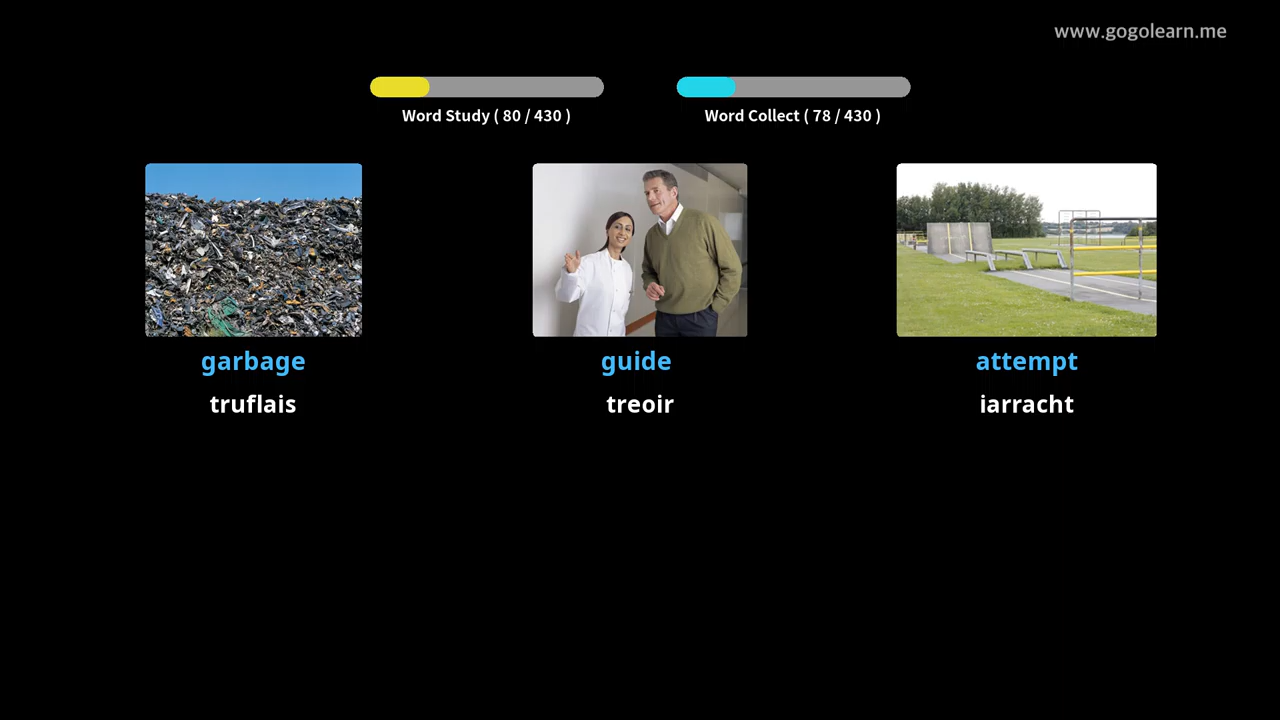 www.gogolearn.me
Word Study ( 80 / 430 )
Word Collect ( 78 / 430 )
garbage
guide
attempt
truflais
treoir
iarracht